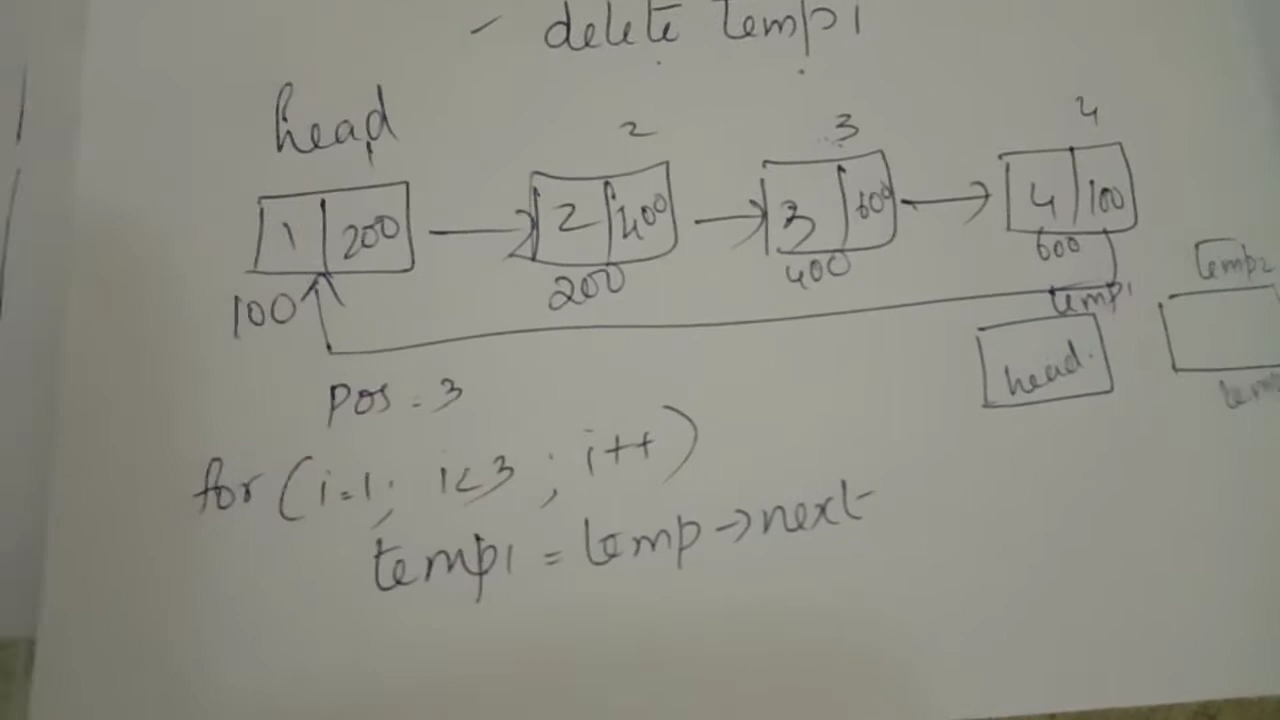 - delete temp1
head
2
3
4
1 200
2 400
3 600
4 100
100
200
400
600
temp1
temp2
head.
pos = 3
for (i=1; i<3; i++)
temp1 = temp->next